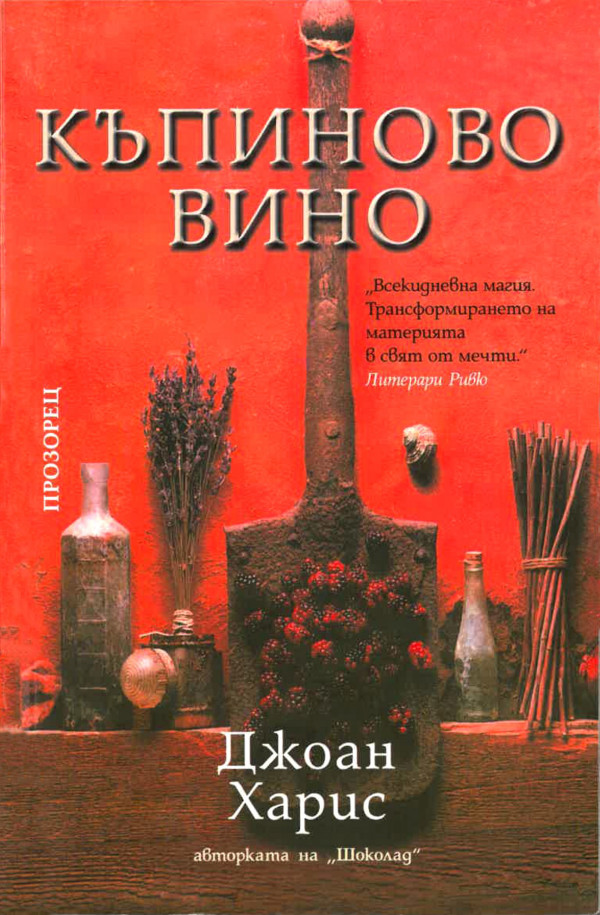 КЪПИНОВО
ВИНО
„Всекидневна магия.
Трансформирането на
материята
в свят от мечти.“
Литерари Ривю
ПРОЗОРЕЦ
Джоан
Харис
авторката на „Шоколад“